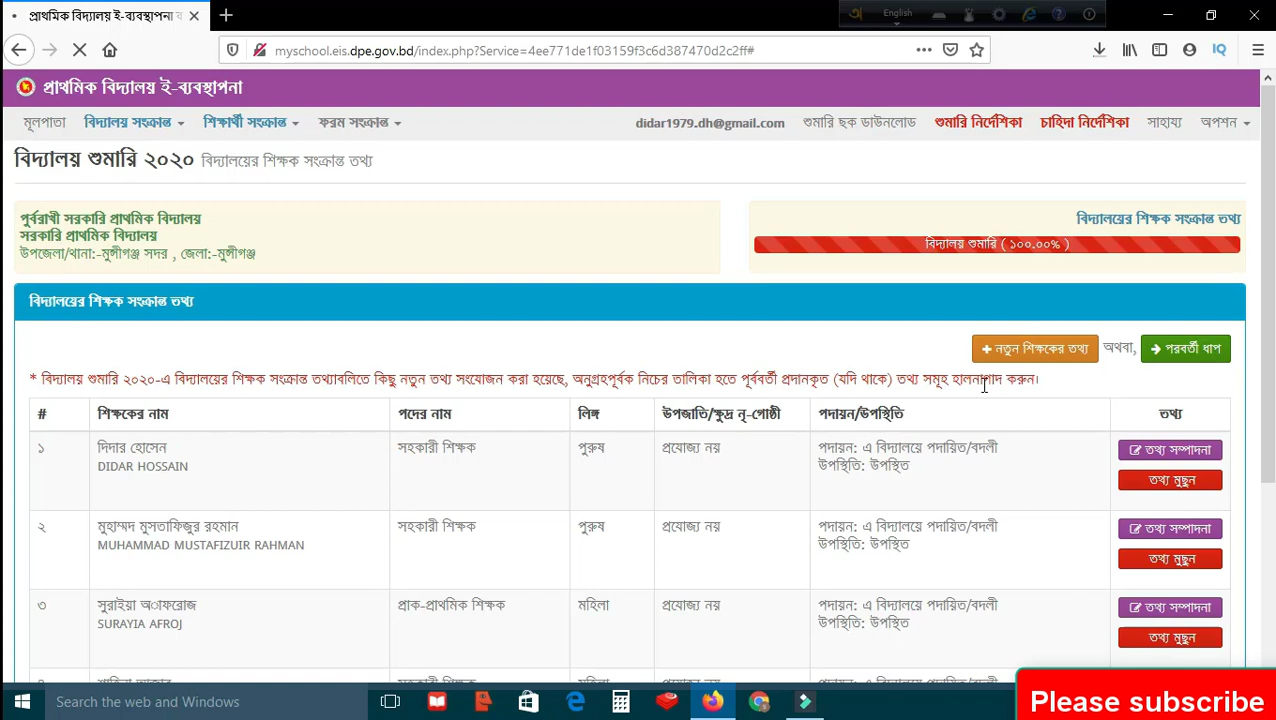 প্রাথমিক বিদ্যালয় ই-ব্যবস্থাপনা
English
myschool.eis.dpe.gov.bd/index.php?Service=4ee771de1f03159f3c6d387470d2c2ff#
প্রাথমিক বিদ্যালয় ই-ব্যবস্থাপনা
মূলপাতা বিদ্যালয় সংক্রান্ত শিক্ষার্থী সংক্রান্ত ফরম সংক্রান্ত didar1979.dh@gmail.com শুমারি ছক ডাউনলোড শুমারি নির্দেশিকা চাহিদা নির্দেশিকা সাহায্য অপশন
বিদ্যালয় শুমারি ২০২০ বিদ্যালয়ের শিক্ষক সংক্রান্ত তথ্য
পুর্বরাখী সরকারি প্রাথমিক বিদ্যালয়
সরকারি প্রাথমিক বিদ্যালয়
উপজেলা/থানা:-মুন্সীগঞ্জ সদর , জেলা:-মুন্সীগঞ্জ
বিদ্যালয়ের শিক্ষক সংক্রান্ত তথ্য
বিদ্যালয় শুমারি ( ১০০.০০% )
বিদ্যালয়ের শিক্ষক সংক্রান্ত তথ্য
নতুন শিক্ষকের তথ্য অথবা, পরবর্তী ধাপ
* বিদ্যালয় শুমারি ২০২০-এ বিদ্যালয়ের শিক্ষক সংক্রান্ত তথ্যাবলিতে কিছু নতুন তথ্য সংযোজন করা হয়েছে, অনুগ্রহপূর্বক নিচের তালিকা হতে পূর্ববর্তী প্রদানকৃত (যদি থাকে) তথ্য সমূহ হালনাগাদ করুন।
# শিক্ষকের নাম পদের নাম লিঙ্গ উপজাতি/ক্ষুদ্র নৃ-গোষ্ঠী পদায়ন/উপস্থিতি তথ্য
১ দিদার হোসেন সহকারী শিক্ষক পুরুষ প্রযোজ্য নয় পদায়ন: এ বিদ্যালয়ে পদায়িত/বদলী তথ্য সম্পাদনা
DIDAR HOSSAIN উপস্থিতি: উপস্থিত তথ্য মুছুন
২ মুহাম্মদ মুসতাফিজুর রহমান সহকারী শিক্ষক পুরুষ প্রযোজ্য নয় পদায়ন: এ বিদ্যালয়ে পদায়িত/বদলী তথ্য সম্পাদনা
MUHAMMAD MUSTAFIZUIR RAHMAN উপস্থিতি: উপস্থিত তথ্য মুছুন
৩ সুরাইয়া অাফরোজ প্রাক-প্রাথমিক শিক্ষক মহিলা প্রযোজ্য নয় পদায়ন: এ বিদ্যালয়ে পদায়িত/বদলী তথ্য সম্পাদনা
SURAYIA AFROJ উপস্থিতি: উপস্থিত তথ্য মুছুন
Search the web and Windows
Please subscribe